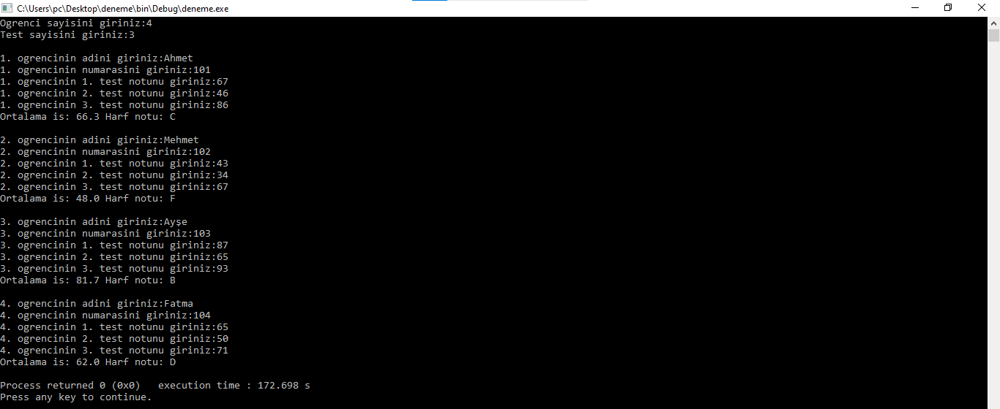 C:\Users\pc\Desktop\deneme\bin\Debug\deneme.exe
Ogrenci sayisini giriniz:4
Test sayisini giriniz:3
1. ogrencinin adini giriniz:Ahmet
1. ogrencinin numarasini giriniz:101
1. ogrencinin 1. test notunu giriniz:67
1. ogrencinin 2. test notunu giriniz:46
1. ogrencinin 3. test notunu giriniz:86
Ortalama is: 66.3 Harf notu: C
2. ogrencinin adini giriniz:Mehmet
2. ogrencinin numarasini giriniz:102
2. ogrencinin 1. test notunu giriniz:43
2. ogrencinin 2. test notunu giriniz:34
2. ogrencinin 3. test notunu giriniz:67
Ortalama is: 48.0 Harf notu: F
3. ogrencinin adini giriniz:Ayşe
3. ogrencinin numarasini giriniz:103
3. ogrencinin 1. test notunu giriniz:87
3. ogrencinin 2. test notunu giriniz:65
3. ogrencinin 3. test notunu giriniz:93
Ortalama is: 81.7 Harf notu: B
4. ogrencinin adini giriniz:Fatma
4. ogrencinin numarasini giriniz:104
4. ogrencinin 1. test notunu giriniz:65
4. ogrencinin 2. test notunu giriniz:50
4. ogrencinin 3. test notunu giriniz:71
Ortalama is: 62.0 Harf notu: D
Process returned 0 (0x0)   execution time : 172.698 s
Press any key to continue.